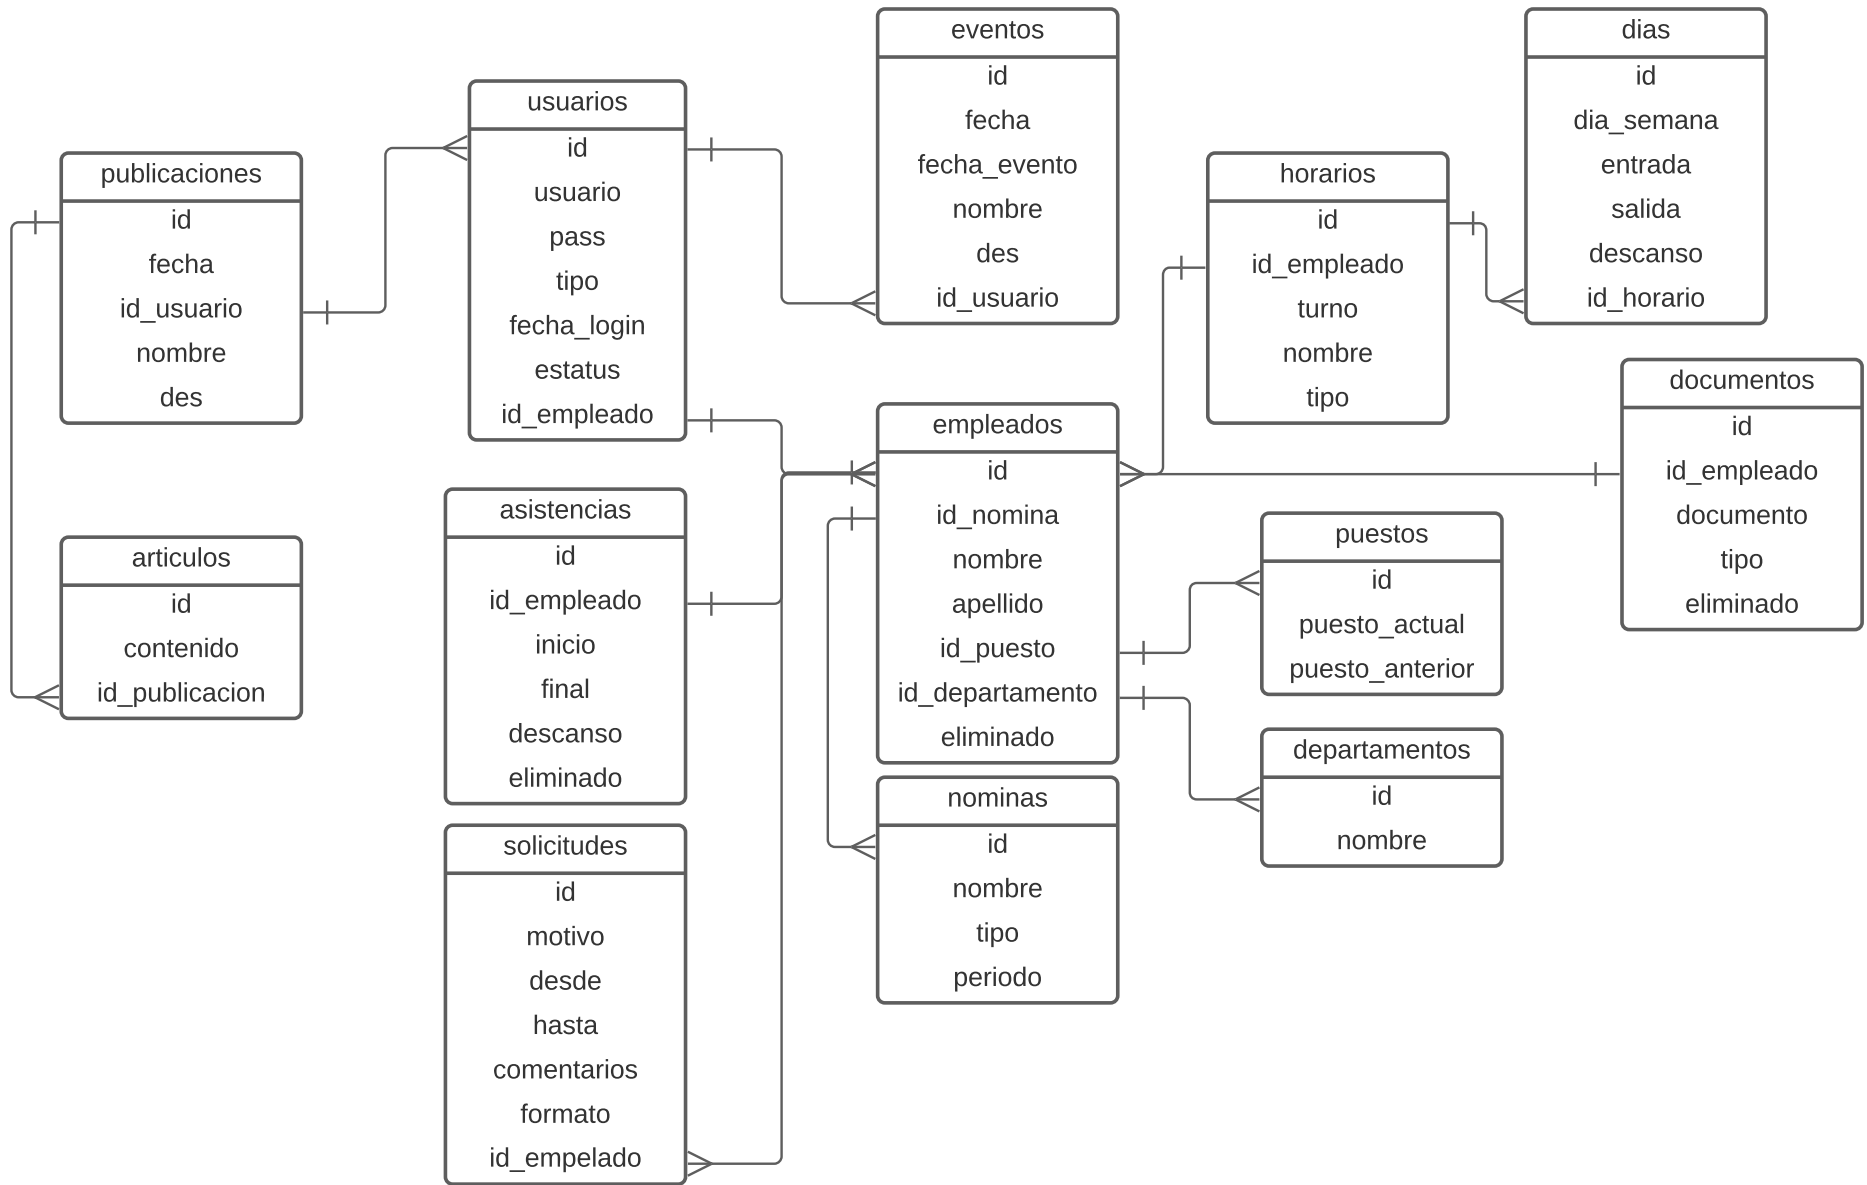 eventos
id
fecha
fecha_evento
nombre
des
id_usuario
dias
id
dia_semana
entrada
salida
descanso
id_horario
usuarios
id
usuario
pass
tipo
fecha_login
estatus
id_empleado
publicaciones
id
fecha
id_usuario
nombre
des
horarios
id
id_empleado
turno
nombre
tipo
documentos
id
id_empleado
documento
tipo
eliminado
empleados
id
id_nomina
nombre
apellido
id_puesto
id_departamento
eliminado
asistencias
id
id_empleado
inicio
final
descanso
eliminado
puestos
id
puesto_actual
puesto_anterior
articulos
id
contenido
id_publicacion
departamentos
id
nombre
nominas
id
nombre
tipo
periodo
solicitudes
id
motivo
desde
hasta
comentarios
formato
id_empelado